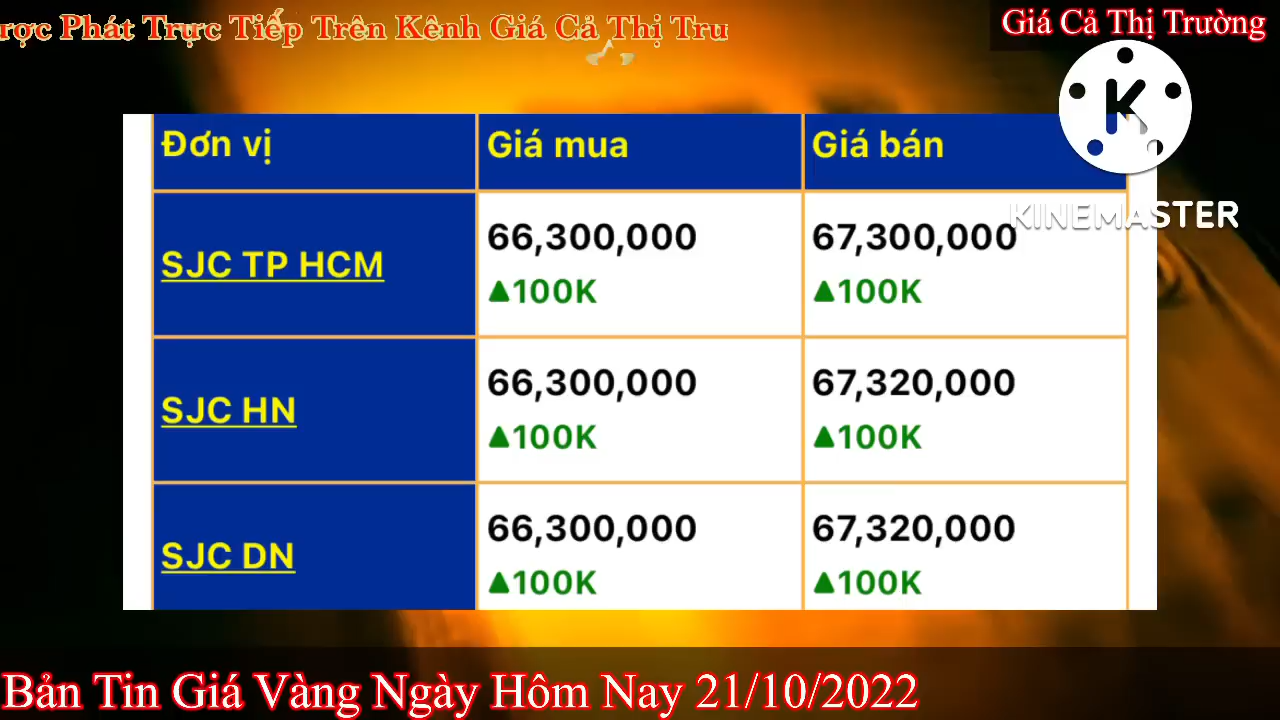 Phát Trực Tiếp Trên Kênh Giá Cả Thị
Giá Cả Thị Trường
K
KINEMASTER
Đơn vị Giá mua Giá bán
SJC TP HCM 66,300,000 67,300,000
▲100K ▲100K
SJC HN 66,300,000 67,320,000
▲100K ▲100K
SJC DN 66,300,000 67,320,000
▲100K ▲100K
Bản Tin Giá Vàng Ngày Hôm Nay 21/10/2022